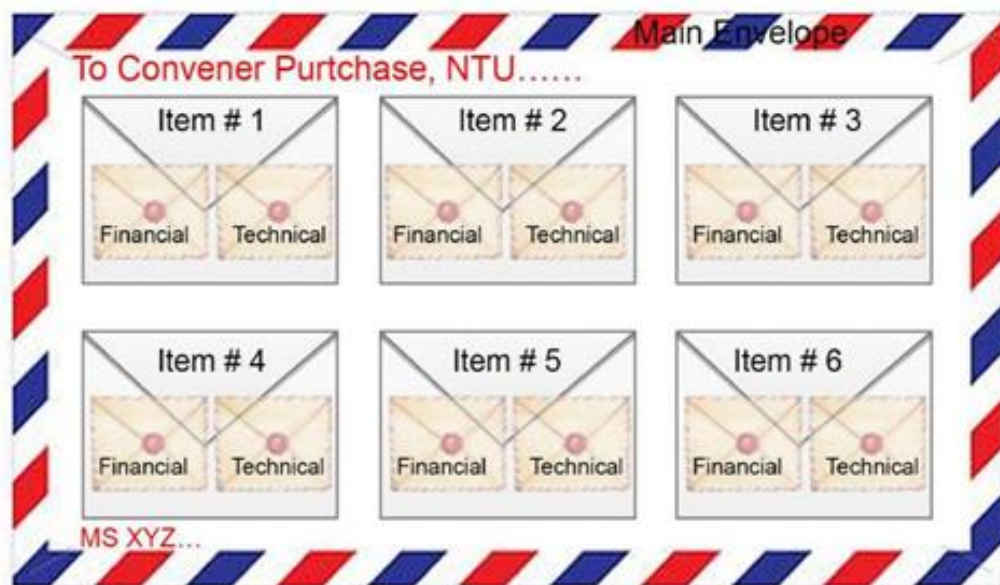 Main Envelope
To Convener Purtchase, NTU......
Item # 1
Item # 2
Item # 3
Financial
Technical
Financial
Technical
Financial
Technical
Item # 4
Item # 5
Item # 6
Financial
Technical
Financial
Technical
Financial
Technical
MS XYZ...